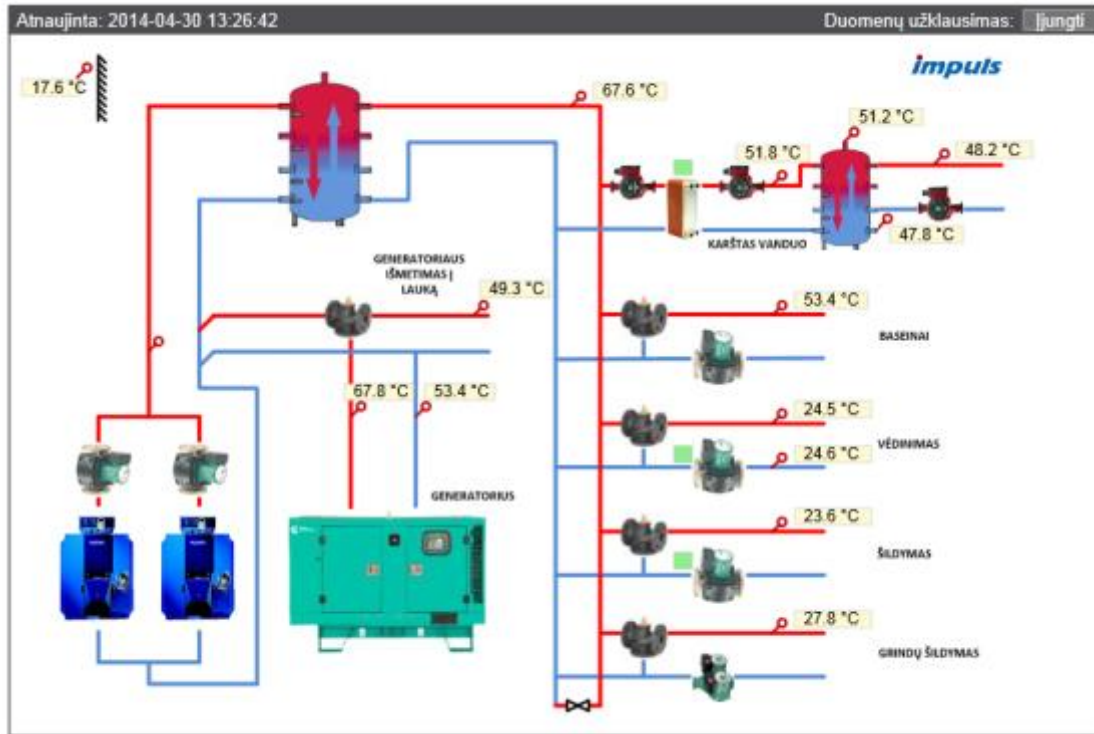 Atnaujinta: 2014-04-30 13:26:42
Duomenų užklausimas: Įjungti
impuls
17.6 °C
67.6 °C
51.2 °C
51.8 °C
48.2 °C
47.8 °C
KARŠTAS VANDUO
GENERATORIAUS
IŠMETIMAS Į
LAUKĄ
49.3 °C
53.4 °C
BASEINAI
67.8 °C
53.4 °C
24.5 °C
VĖDINIMAS
24.6 °C
GENERATORIUS
23.6 °C
ŠILDYMAS
27.8 °C
GRINDŲ ŠILDYMAS